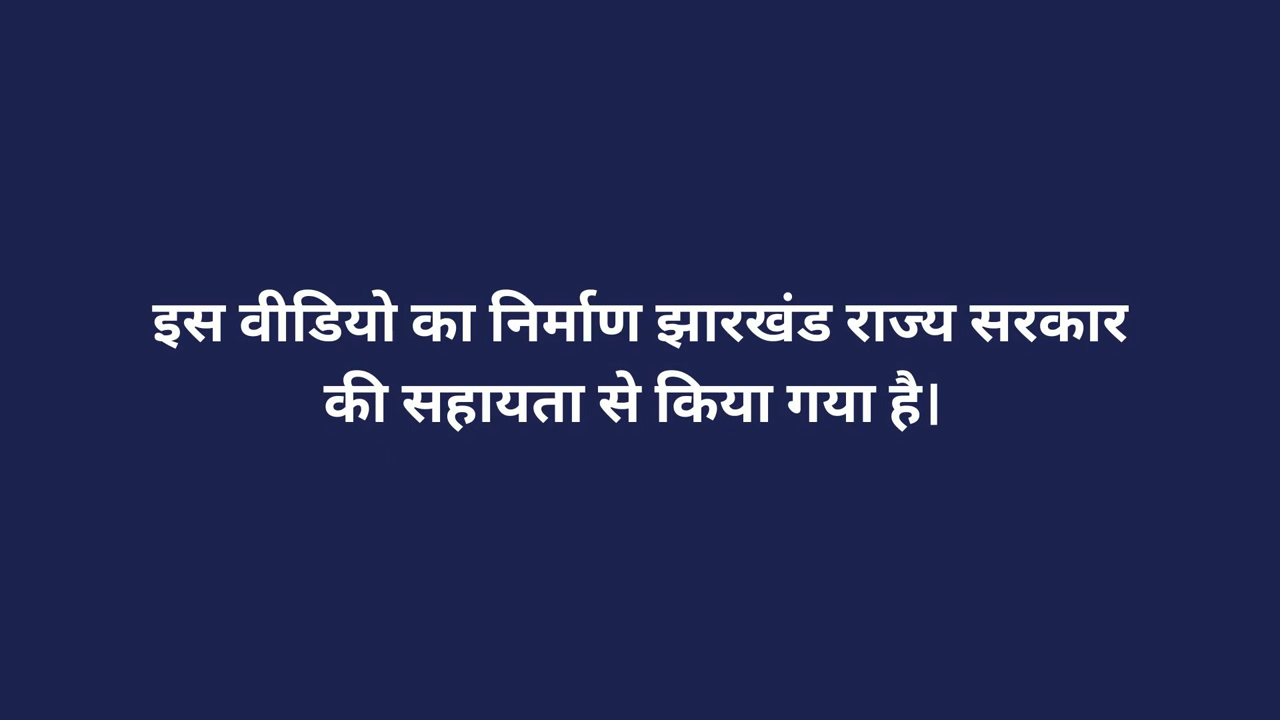 इस वीडियो का निर्माण झारखंड राज्य सरकार
की सहायता से किया गया है।